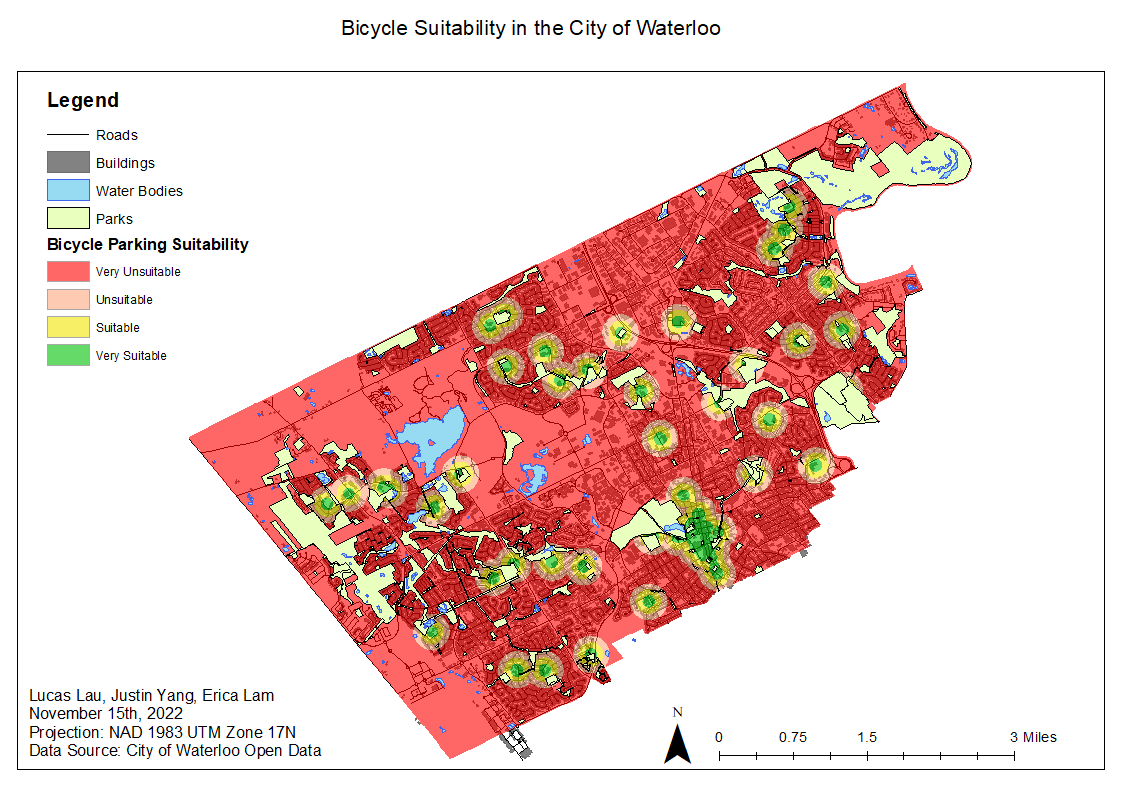 Bicycle Suitability in the City of Waterloo
Legend
Roads
Buildings
Water Bodies
Parks
Bicycle Parking Suitability
Very Unsuitable
Unsuitable
Suitable
Very Suitable
Lucas Lau, Justin Yang, Erica Lam
November 15th, 2022
Projection: NAD 1983 UTM Zone 17N
Data Source: City of Waterloo Open Data
N
0 0.75 1.5 3 Miles